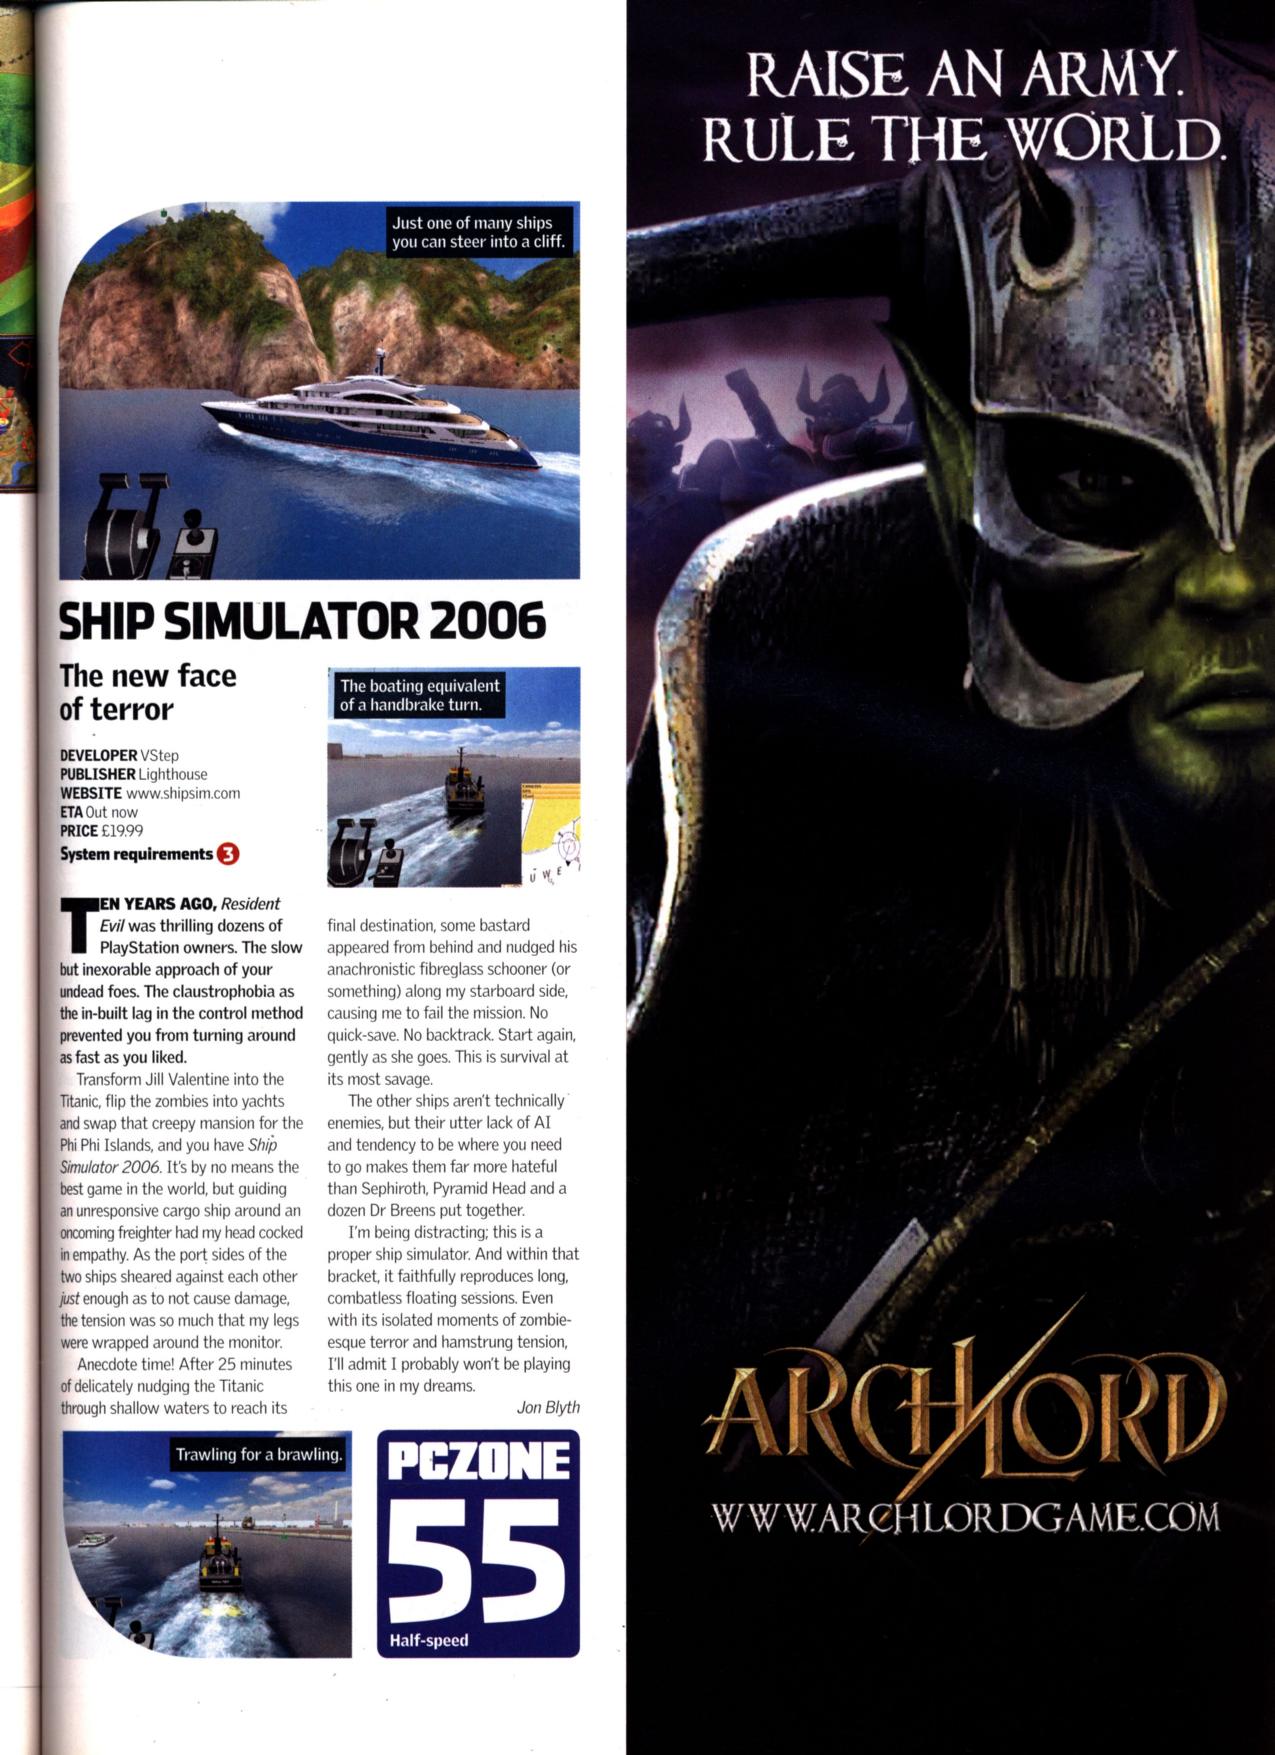 Just one of many ships
you can steer into a cliff.
SHIP SIMULATOR 2006
The new face
of terror
DEVELOPER VStep
PUBLISHER Lighthouse
WEBSITE www.shipsim.com
ETA Out now
PRICE £19.99
System requirements 3
The boating equivalent
of a handbrake turn.
TEN YEARS AGO, Resident
Evil was thrilling dozens of
PlayStation owners. The slow
but inexorable approach of your
undead foes. The claustrophobia as
the in-built lag in the control method
prevented you from turning around
as fast as you liked.
Transform Jill Valentine into the
Titanic, flip the zombies into yachts
and swap that creepy mansion for the
Phi Phi Islands, and you have Ship
Simulator 2006. It's by no means the
best game in the world, but guiding
an unresponsive cargo ship around an
oncoming freighter had my head cocked
in empathy. As the port sides of the
two ships sheared against each other
just enough as to not cause damage,
the tension was so much that my legs
were wrapped around the monitor.
Anecdote time! After 25 minutes
of delicately nudging the Titanic
through shallow waters to reach its
final destination, some bastard
appeared from behind and nudged his
anachronistic fibreglass schooner (or
something) along my starboard side,
causing me to fail the mission. No
quick-save. No backtrack. Start again,
gently as she goes. This is survival at
its most savage.
The other ships aren't technically
enemies, but their utter lack of AI
and tendency to be where you need
to go makes them far more hateful
than Sephiroth, Pyramid Head and a
dozen Dr Breens put together.
I'm being distracting; this is a
proper ship simulator. And within that
bracket, it faithfully reproduces long,
combatless floating sessions. Even
with its isolated moments of zombie-
esque terror and hamstrung tension,
I'll admit I probably won't be playing
this one in my dreams.
Jon Blyth
Trawling for a brawling.
PCZONE
55
Half-speed
RAISE AN ARMY.
RULE THE WORLD.
ARCHLORD
WWW.ARCHLORDGAME.COM